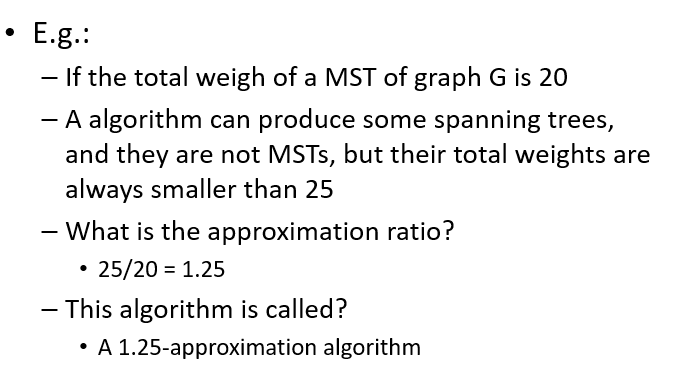 • E.g.:
– If the total weigh of a MST of graph G is 20
– A algorithm can produce some spanning trees,
and they are not MSTs, but their total weights are
always smaller than 25
– What is the approximation ratio?
• 25/20 = 1.25
– This algorithm is called?
• A 1.25-approximation algorithm